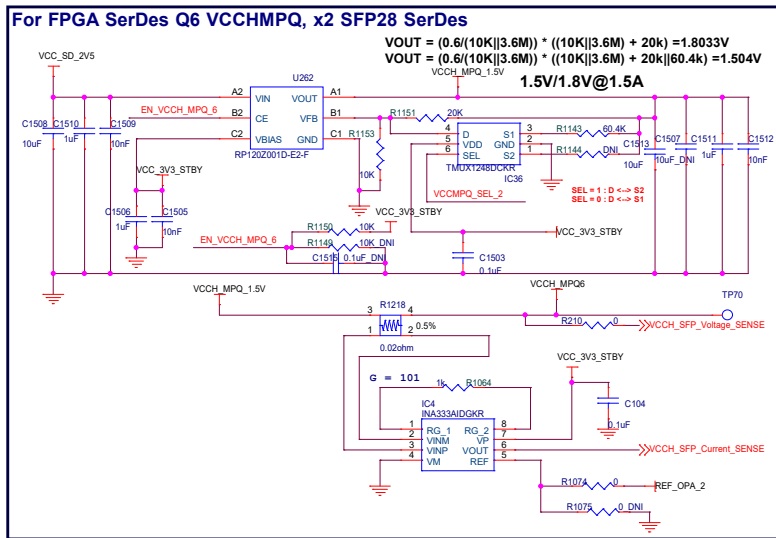 For FPGA SerDes Q6 VCCHMPQ, x2 SFP28 SerDes
VOUT = (0.6/(10K||3.6M)) * ((10K||3.6M) + 20k) =1.8033V
VOUT = (0.6/(10K||3.6M)) * ((10K||3.6M) + 20k||60.4k) =1.504V
1.5V/1.8V@1.5A
VCC_SD_2V5
VCCH_MPQ_1.5V
U262
A2 VIN VOUT A1
B2 CE VFB B1
C2 VBIAS GND C1
RP120Z001D-E2-F
EN_VCCH_MPQ_6
C1508
10uF
C1510
1uF
C1509
10nF
VCC_3V3_STBY
C1506
1uF
C1505
10nF
R1153
10K
R1151
20K
4 D S1 3
5 VDD GND 2
6 SEL S2 1
TMUX1248DCKR
IC36
VCCMPQ_SEL_2
R1143
60.4K
R1144
DNI
C1513
10uF
C1507
10uF_DNI
C1511
1uF
C1512
10nF
SEL = 1 : D <--> S2
SEL = 0 : D <--> S1
EN_VCCH_MPQ_6
R1150
10K
VCC_3V3_STBY
R1149
10K_DNI
C1515
0.1uF_DNI
C1503
0.1uF
VCC_3V3_STBY
VCCH_MPQ_1.5V
R1218
3 4
1 2
0.5%
0.02ohm
VCCH_MPQ6
TP70
R210
0
VCCH_SFP_Voltage_SENSE
G = 101
1k
R1064
IC4
INA333AIDGKR
1 RG_1 RG_2 8
2 VINM VP 7
3 VINP VOUT 6
4 VM REF 5
VCC_3V3_STBY
C104
0.1uF
VCCH_SFP_Current_SENSE
R1074
0
REF_OPA_2
R1075
0_DNI